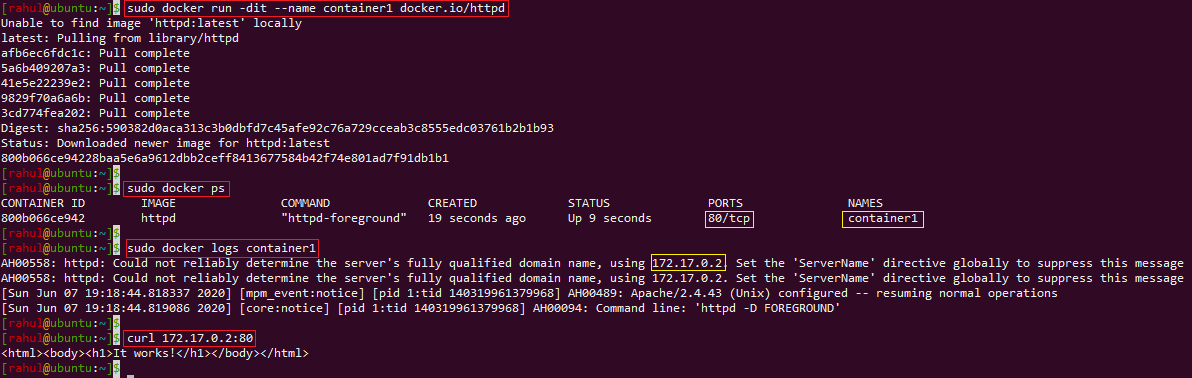 [rahul@ubuntu:~]$ sudo docker run -dit --name container1 docker.io/httpd
Unable to find image 'httpd:latest' locally
latest: Pulling from library/httpd
afb6ec6fdc1c: Pull complete
5a6b409207a3: Pull complete
41e5e22239e2: Pull complete
9829f70a6a6b: Pull complete
3cd774fea202: Pull complete
Digest: sha256:590382d0aca313c3b0dbfd7c45afe92c76a729cceab3c8555edc03761b2b1b93
Status: Downloaded newer image for httpd:latest
800b066ce94228baa5e6a9612dbb2ceff8413677584b42f74e801ad7f91db1b1
[rahul@ubuntu:~]$
[rahul@ubuntu:~]$ sudo docker ps
CONTAINER ID IMAGE COMMAND CREATED STATUS PORTS NAMES
800b066ce942 httpd "httpd-foreground" 19 seconds ago Up 9 seconds 80/tcp container1
[rahul@ubuntu:~]$
[rahul@ubuntu:~]$ sudo docker logs container1
AH00558: httpd: Could not reliably determine the server's fully qualified domain name, using 172.17.0.2. Set the 'ServerName' directive globally to suppress this message
AH00558: httpd: Could not reliably determine the server's fully qualified domain name, using 172.17.0.2. Set the 'ServerName' directive globally to suppress this message
[Sun Jun 07 19:18:44.818337 2020] [mpm_event:notice] [pid 1:tid 140319961379968] AH00489: Apache/2.4.43 (Unix) configured -- resuming normal operations
[Sun Jun 07 19:18:44.819086 2020] [core:notice] [pid 1:tid 140319961379968] AH00094: Command line: 'httpd -D FOREGROUND'
[rahul@ubuntu:~]$
[rahul@ubuntu:~]$ curl 172.17.0.2:80
<html><body><h1>It works!</h1></body></html>
[rahul@ubuntu:~]$